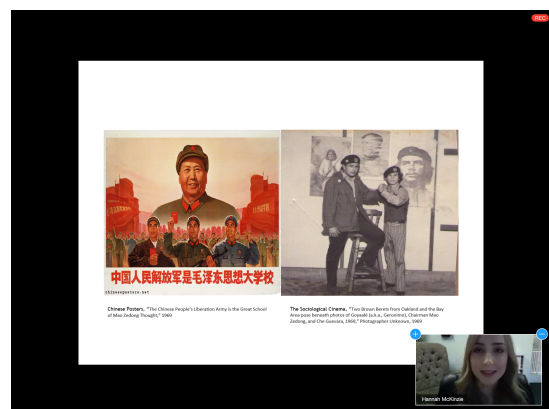 REC
中国人民解放军是毛泽东思想大学校
chineseposters.net
Chinese Posters, "The Chinese People's Liberation Army is the Great School
of Mao Zedong Thought," 1969
The Sociological Cinema, "Two Brown Berets from Oakland and the Bay
Area pose beneath photos of Goyaałé (a.k.a., Geronimo), Chairman Mao
Zedong, and Che Guevara, 1969," Photographer Unknown, 1969
Hannah McKinzie